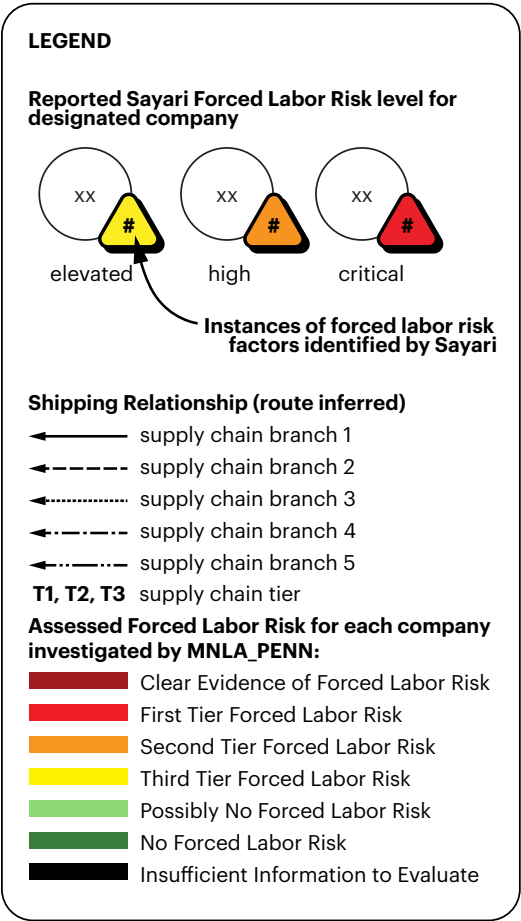 LEGEND
Reported Sayari Forced Labor Risk level for
designated company
xx
#
xx
#
xx
#
elevated
high
critical
Instances of forced labor risk
factors identified by Sayari
Shipping Relationship (route inferred)
supply chain branch 1
supply chain branch 2
supply chain branch 3
supply chain branch 4
supply chain branch 5
T1, T2, T3 supply chain tier
Assessed Forced Labor Risk for each company
investigated by MNLA_PENN:
Clear Evidence of Forced Labor Risk
First Tier Forced Labor Risk
Second Tier Forced Labor Risk
Third Tier Forced Labor Risk
Possibly No Forced Labor Risk
No Forced Labor Risk
Insufficient Information to Evaluate